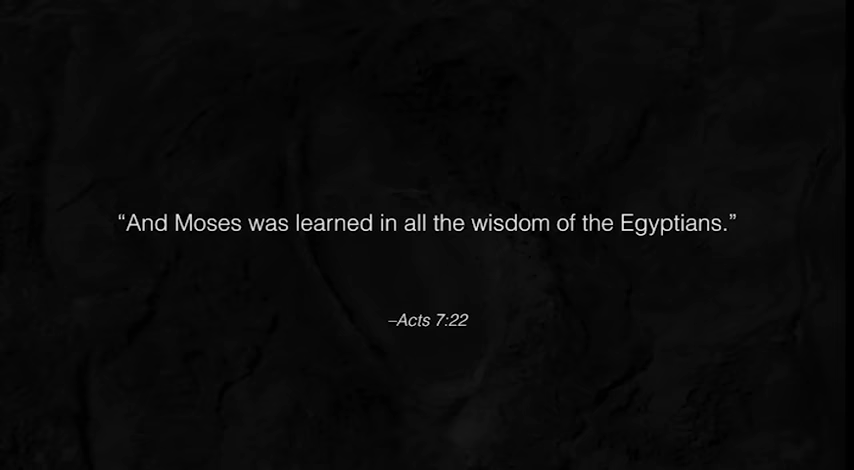 “And Moses was learned in all the wisdom of the Egyptians.”
–Acts 7:22